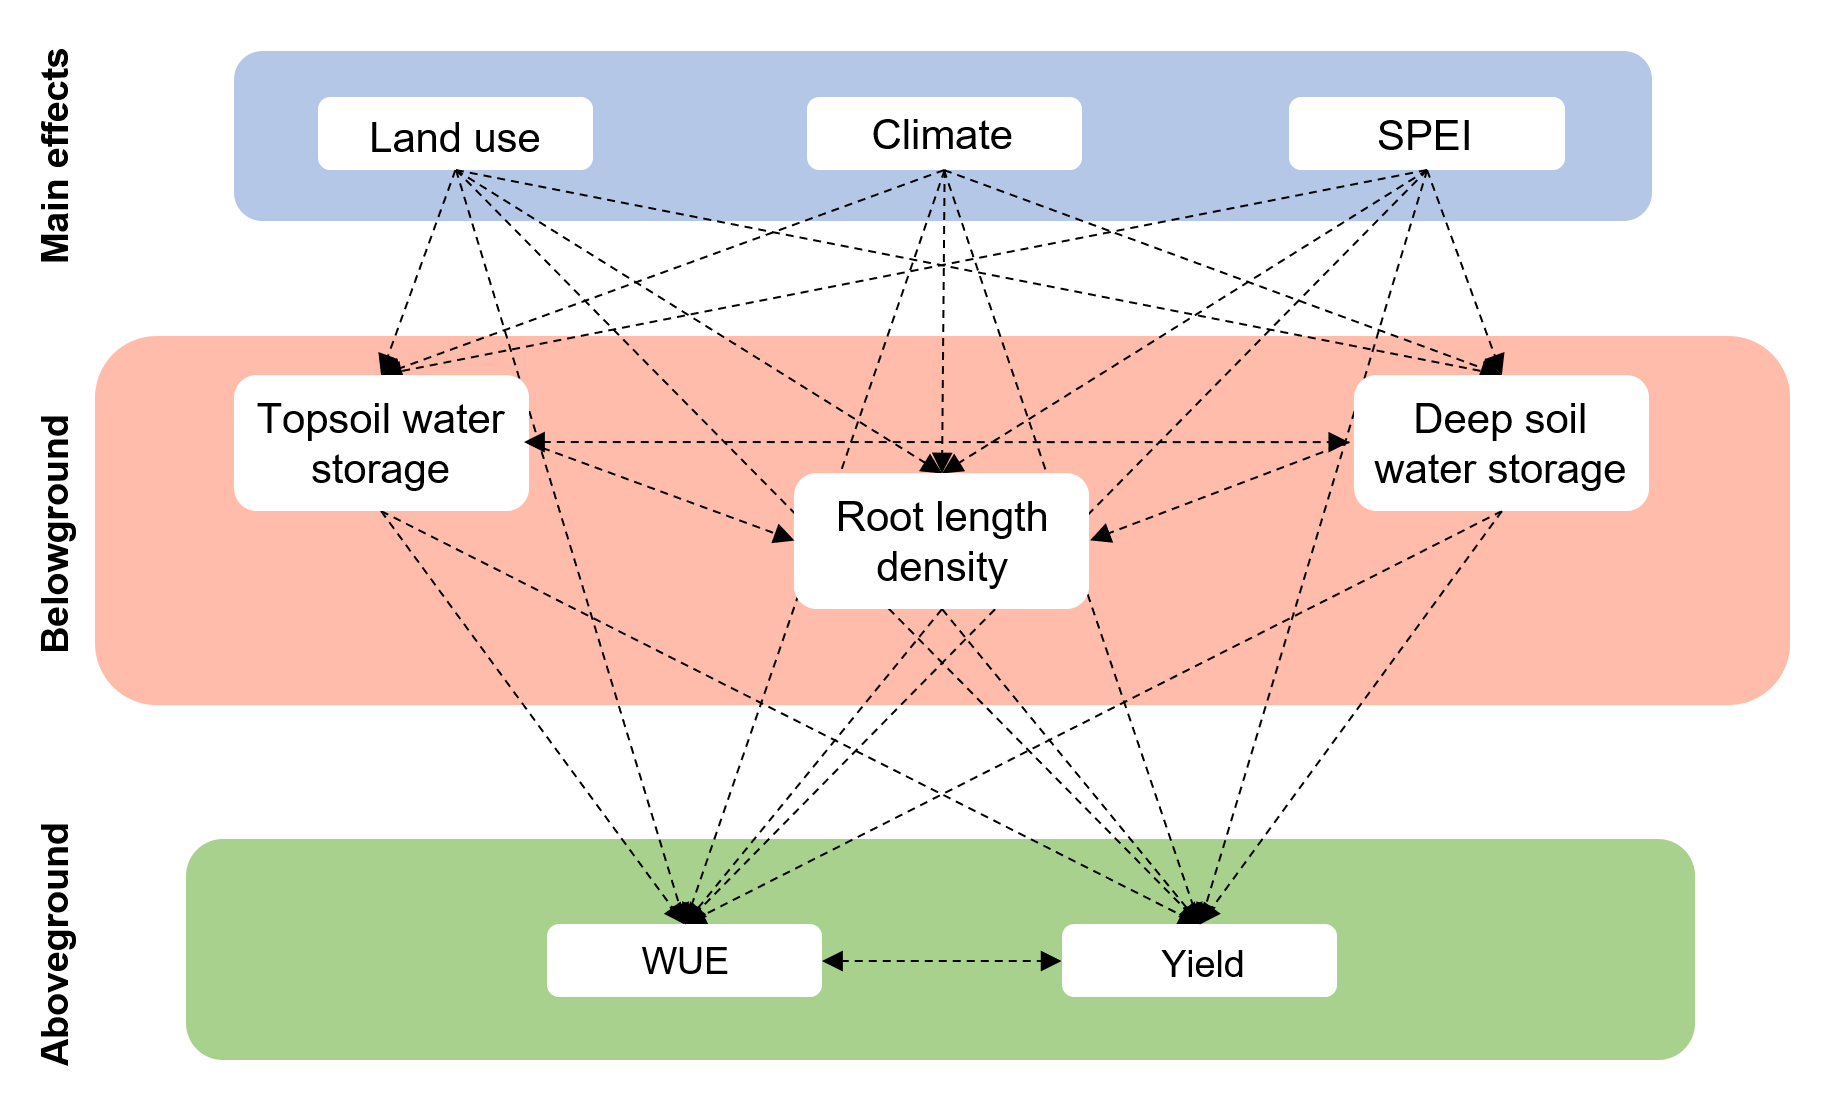 Main effects
Land use
Climate
SPEI
Belowground
Topsoil water
storage
Root length
density
Deep soil
water storage
Aboveground
WUE
Yield